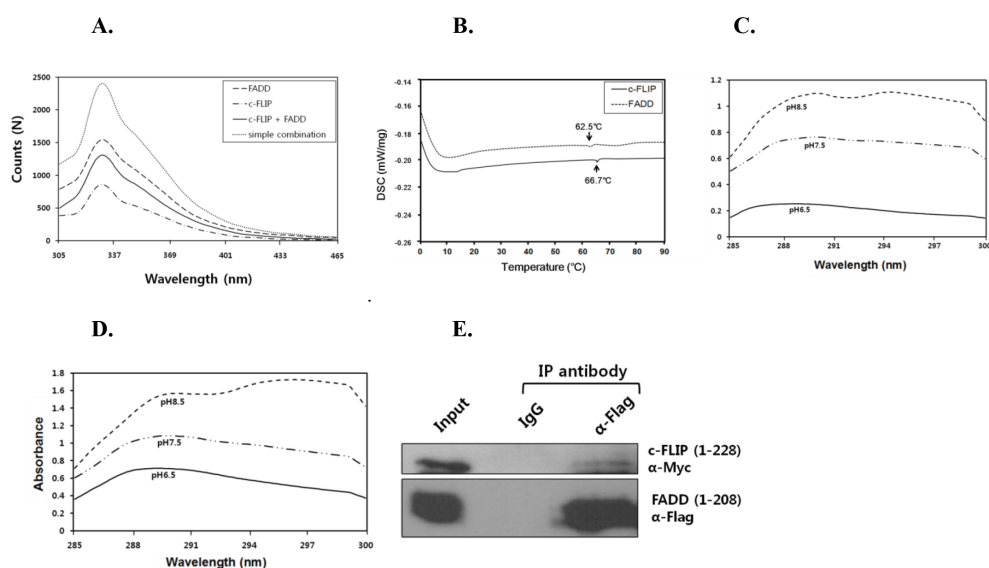 A.
B.
C.
2500
2000
1500
1000
500
0
Counts (N)
FADD
c-FLIP
c-FLIP + FADD
simple combination
305 337 369 401 433 465
Wavelength (nm)
-0.14
-0.16
-0.18
-0.20
-0.22
-0.24
-0.26
DSC (mW/mg)
c-FLIP
FADD
62.5℃
66.7℃
0 10 20 30 40 50 60 70 80 90
Temperature (℃)
1.2
1
0.8
0.6
0.4
0.2
0
pH8.5
pH7.5
pH6.5
285 288 291 294 297 300
Wavelength (nm)
D.
E.
1.8
1.6
1.4
1.2
1
0.8
0.6
0.4
0.2
0
Absorbance
pH8.5
pH7.5
pH6.5
285 288 291 294 297 300
Wavelength (nm)
IP antibody
Input
IgG
α-Flag
c-FLIP (1-228)
α-Myc
FADD (1-208)
α-Flag